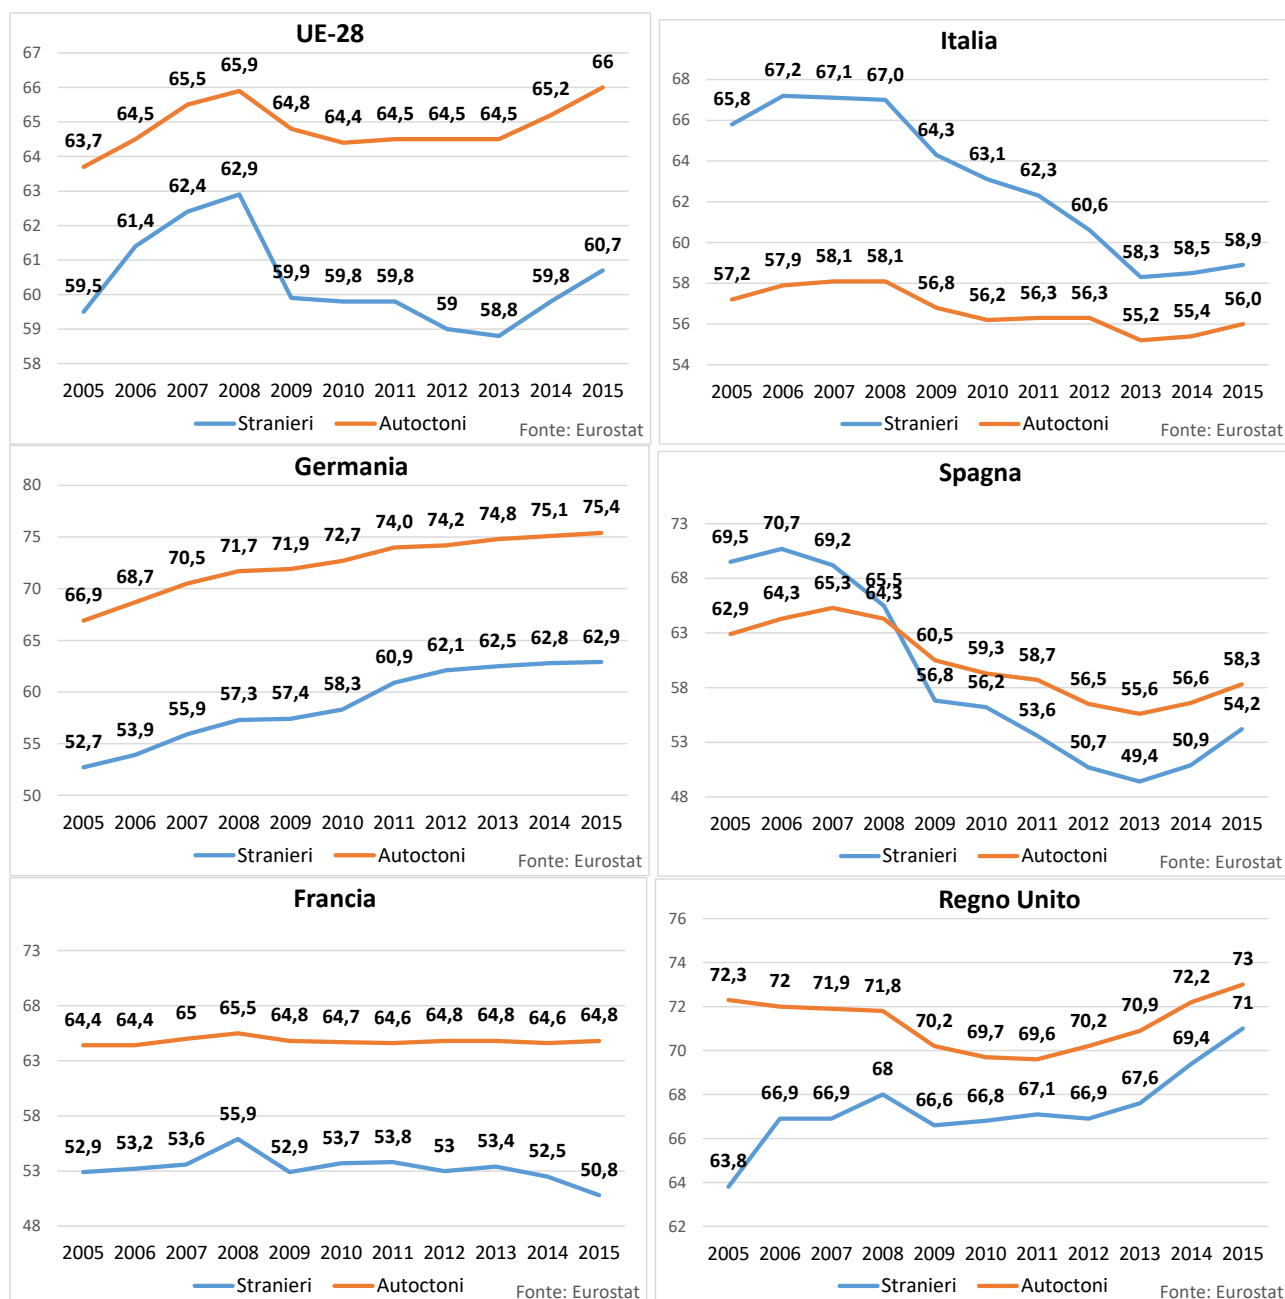 UE-28
67
66
65
64
63
62
61
60
59
58
63,7 64,5 65,5 65,9 64,8 64,4 64,5 64,5 64,5 65,2 66
59,5 61,4 62,4 62,9 59,9 59,8 59,8 59 58,8 59,8 60,7
2005 2006 2007 2008 2009 2010 2011 2012 2013 2014 2015
Stranieri Autoctoni
Fonte: Eurostat
Italia
68
66
64
62
60
58
56
54
65,8 67,2 67,1 67,0 64,3 63,1 62,3 60,6 58,3 58,5 58,9
57,2 57,9 58,1 58,1 56,8 56,2 56,3 56,3 55,2 55,4 56,0
2005 2006 2007 2008 2009 2010 2011 2012 2013 2014 2015
Stranieri Autoctoni
Fonte: Eurostat
Germania
80
75
70
65
60
55
50
66,9 68,7 70,5 71,7 71,9 72,7 74,0 74,2 74,8 75,1 75,4
52,7 53,9 55,9 57,3 57,4 58,3 60,9 62,1 62,5 62,8 62,9
2005 2006 2007 2008 2009 2010 2011 2012 2013 2014 2015
Stranieri Autoctoni
Fonte: Eurostat
Spagna
73
68
63
58
53
48
69,5 70,7 69,2 65,5 56,8 56,2 53,6 50,7 49,4 50,9 54,2
62,9 64,3 65,3 64,3 60,5 59,3 58,7 56,5 55,6 56,6 58,3
2005 2006 2007 2008 2009 2010 2011 2012 2013 2014 2015
Stranieri Autoctoni
Fonte: Eurostat
Francia
73
68
63
58
53
48
64,4 64,4 65 65,5 64,8 64,7 64,6 64,8 64,8 64,6 64,8
52,9 53,2 53,6 55,9 52,9 53,7 53,8 53 53,4 52,5 50,8
2005 2006 2007 2008 2009 2010 2011 2012 2013 2014 2015
Stranieri Autoctoni
Fonte: Eurostat
Regno Unito
76
74
72
70
68
66
64
62
72,3 72 71,9 71,8 70,2 69,7 69,6 70,2 70,9 72,2 73
63,8 66,9 66,9 68 66,6 66,8 67,1 66,9 67,6 69,4 71
2005 2006 2007 2008 2009 2010 2011 2012 2013 2014 2015
Stranieri Autoctoni
Fonte: Eurostat